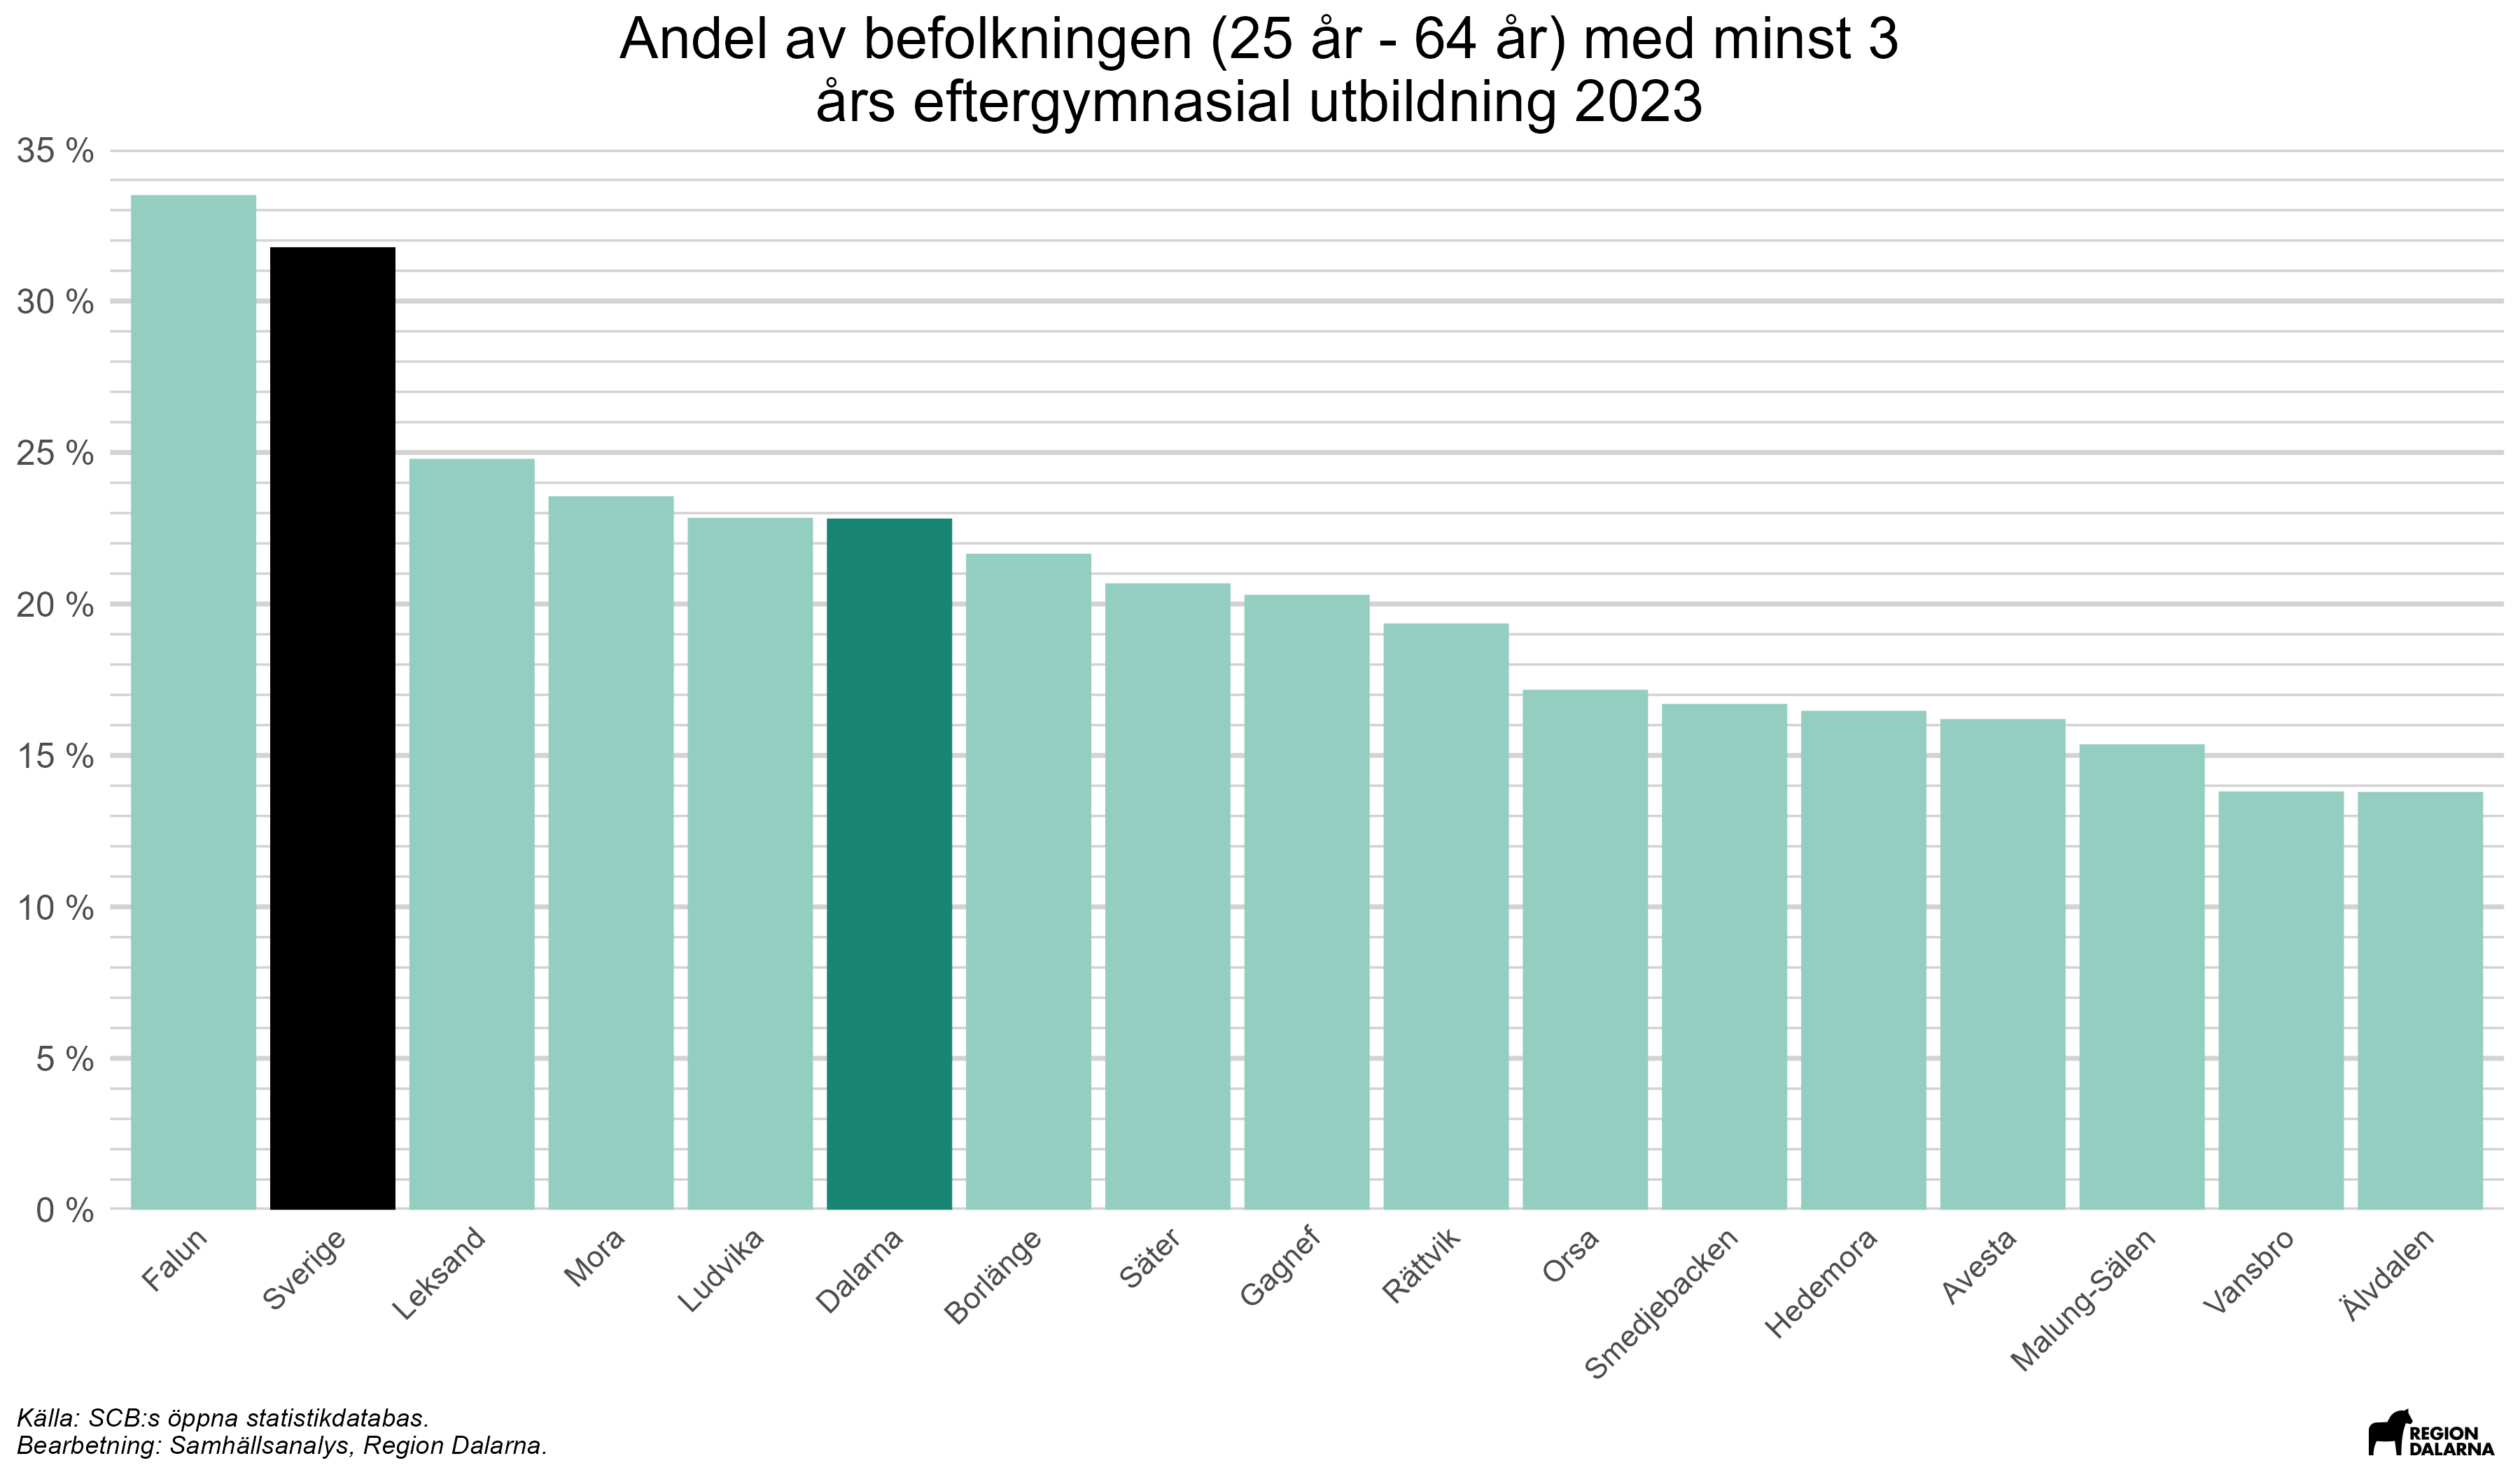 Andel av befolkningen (25 år - 64 år) med minst 3
års eftergymnasial utbildning 2023
35 %
30 %
25 %
20 %
15 %
10 %
5 %
0 %
Falun
Sverige
Leksand
Mora
Ludvika
Dalarna
Borlänge
Säter
Gagnef
Rättvik
Orsa
Smedjebacken
Hedemora
Avesta
Malung-Sälen
Vansbro
Älvdalen
Källa: SCB:s öppna statistikdatabas.
Bearbetning: Samhällsanalys, Region Dalarna.
REGION
DALARNA